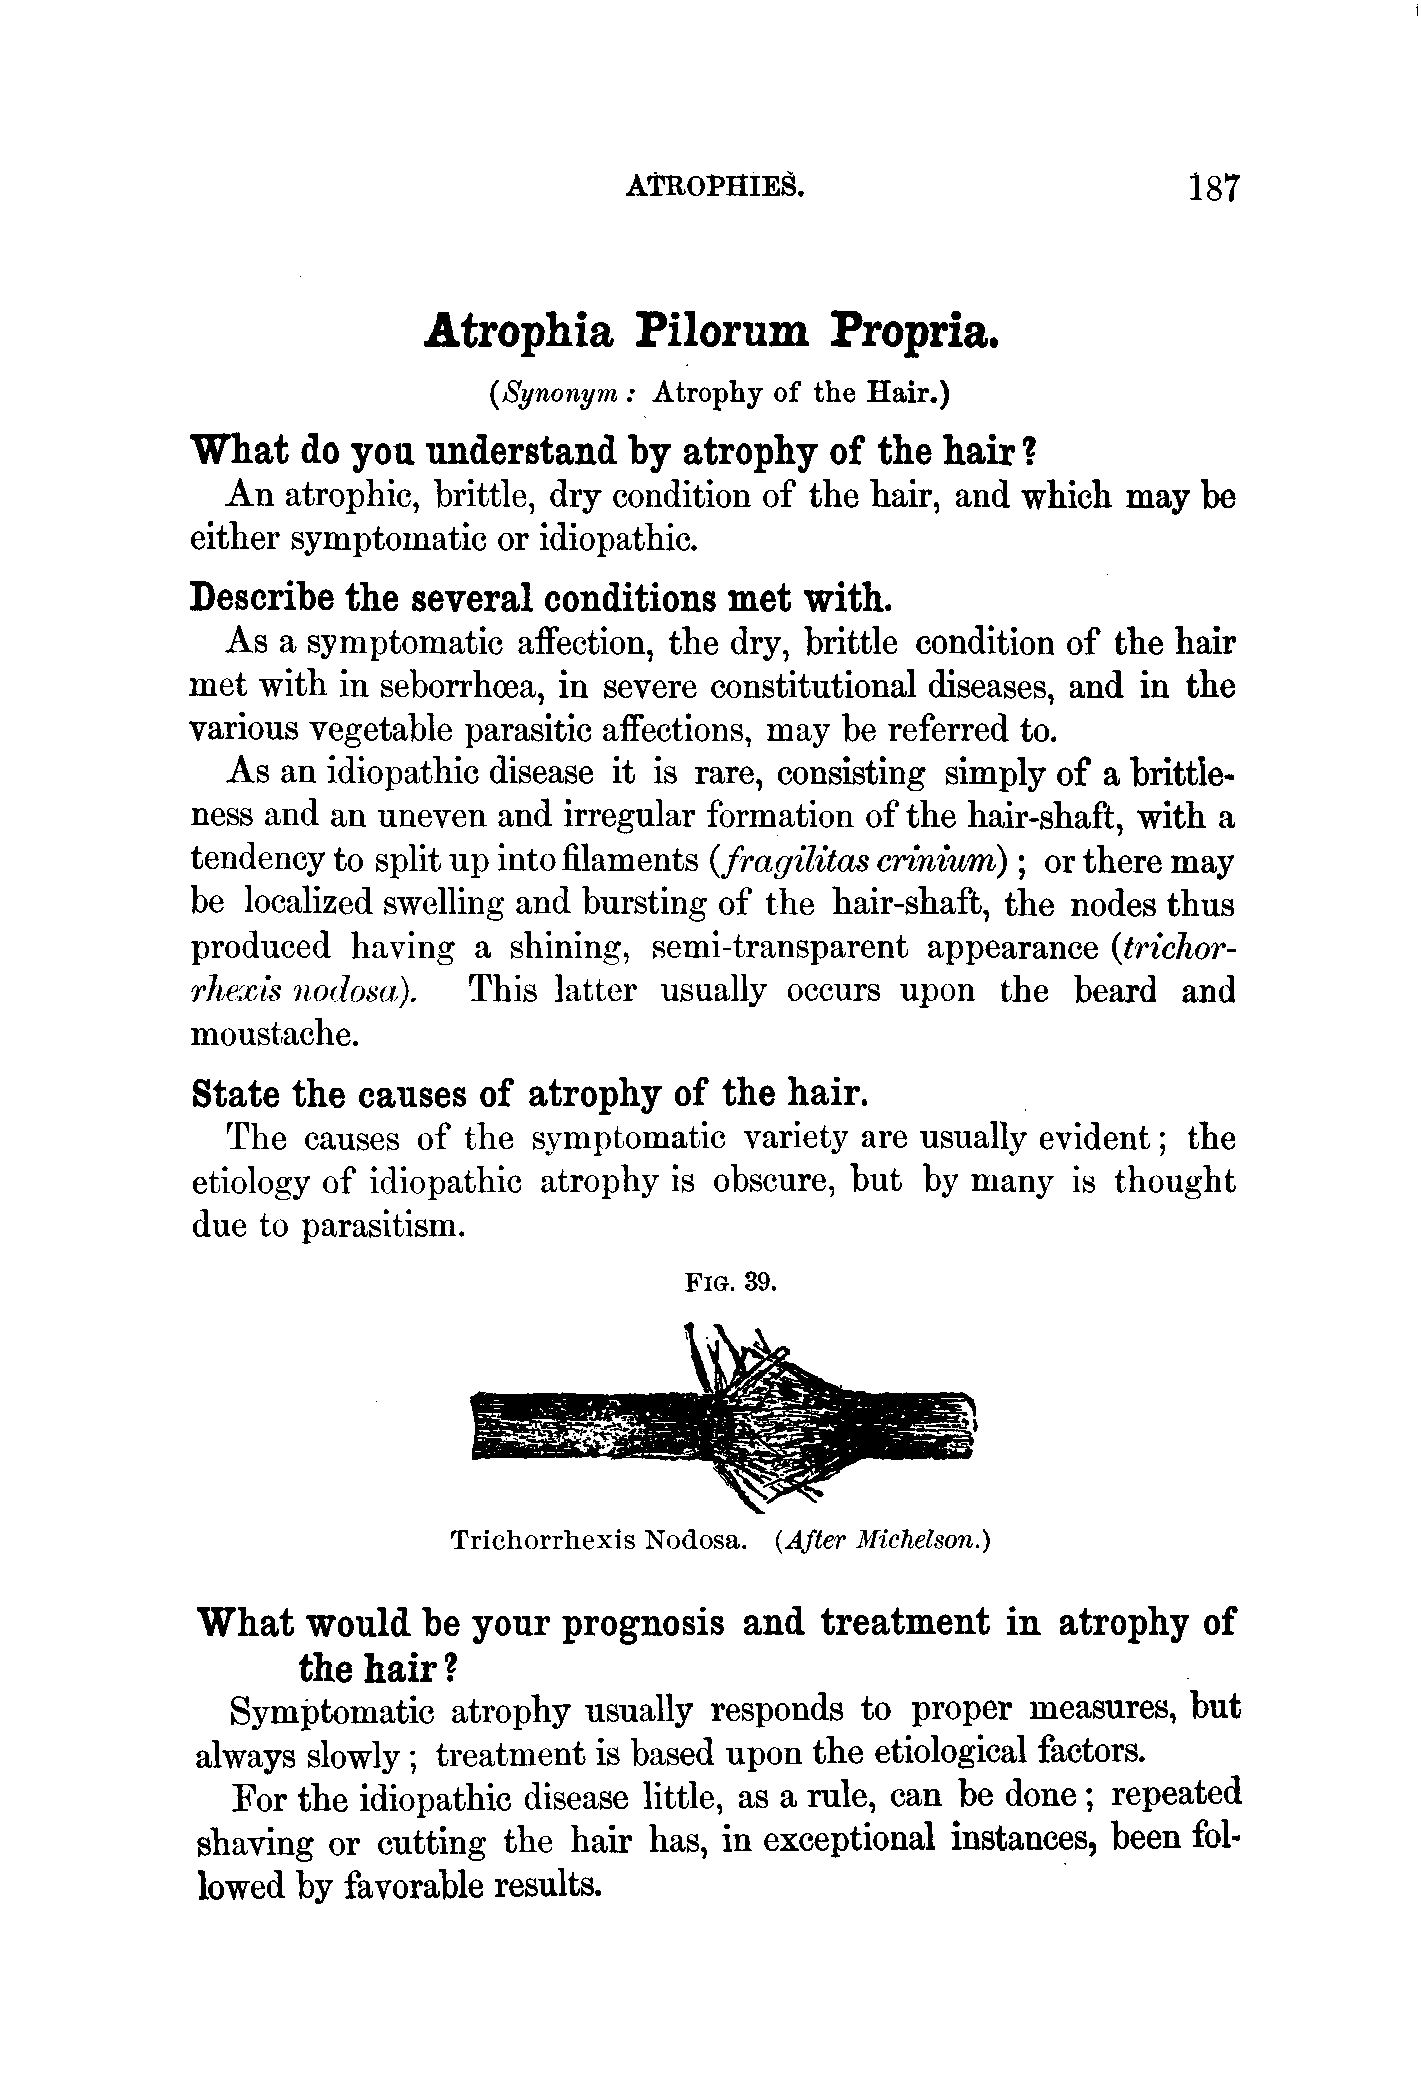 ATROPHIES. 187
Atrophia Pilorum Propria.
(Synonym: Atrophy of the Hair.)
What do you understand by atrophy of the hair?
An atrophic, brittle, dry condition of the hair, and which may be
either symptomatic or idiopathic.
Describe the several conditions met with.
As a symptomatic affection, the dry, brittle condition of the hair
met with in seborrhœa, in severe constitutional diseases, and in the
various vegetable parasitic affections, may be referred to.
As an idiopathic disease it is rare, consisting simply of a brittle-
ness and an uneven and irregular formation of the hair-shaft, with a
tendency to split up into filaments (fragilitas crinium); or there may
be localized swelling and bursting of the hair-shaft, the nodes thus
produced having a shining, semi-transparent appearance (trichor-
rhexis nodosa). This latter usually occurs upon the beard and
moustache.
State the causes of atrophy of the hair.
The causes of the symptomatic variety are usually evident; the
etiology of idiopathic atrophy is obscure, but by many is thought
due to parasitism.
FIG. 39.
Trichorrhexis Nodosa. (After Michelson.)
What would be your prognosis and treatment in atrophy of
the hair?
Symptomatic atrophy usually responds to proper measures, but
always slowly; treatment is based upon the etiological factors.
For the idiopathic disease little, as a rule, can be done; repeated
shaving or cutting the hair has, in exceptional instances, been fol-
lowed by favorable results.